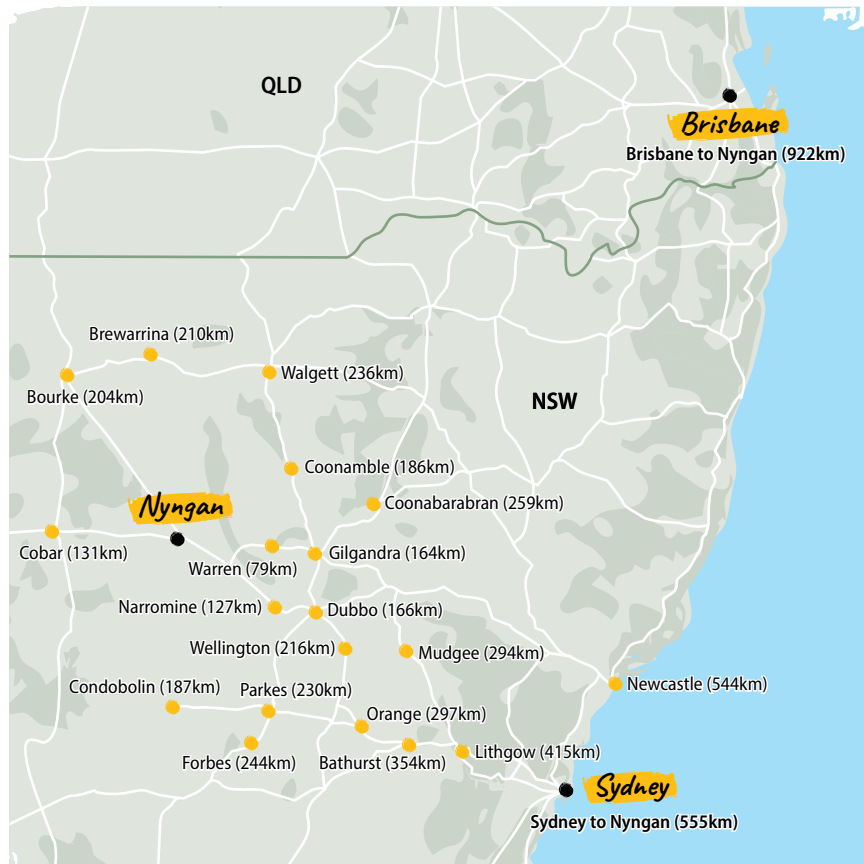 QLD
Brisbane
Brisbane to Nyngan (922km)
Brewarrina (210km)
Walgett (236km)
Bourke (204km)
NSW
Coonamble (186km)
Coonabarabran (259km)
Nyngan
Cobar (131km)
Warren (79km)
Gilgandra (164km)
Narromine (127km)
Dubbo (166km)
Wellington (216km)
Mudgee (294km)
Condobolin (187km)
Parkes (230km)
Newcastle (544km)
Orange (297km)
Forbes (244km)
Bathurst (354km)
Lithgow (415km)
Sydney
Sydney to Nyngan (555km)